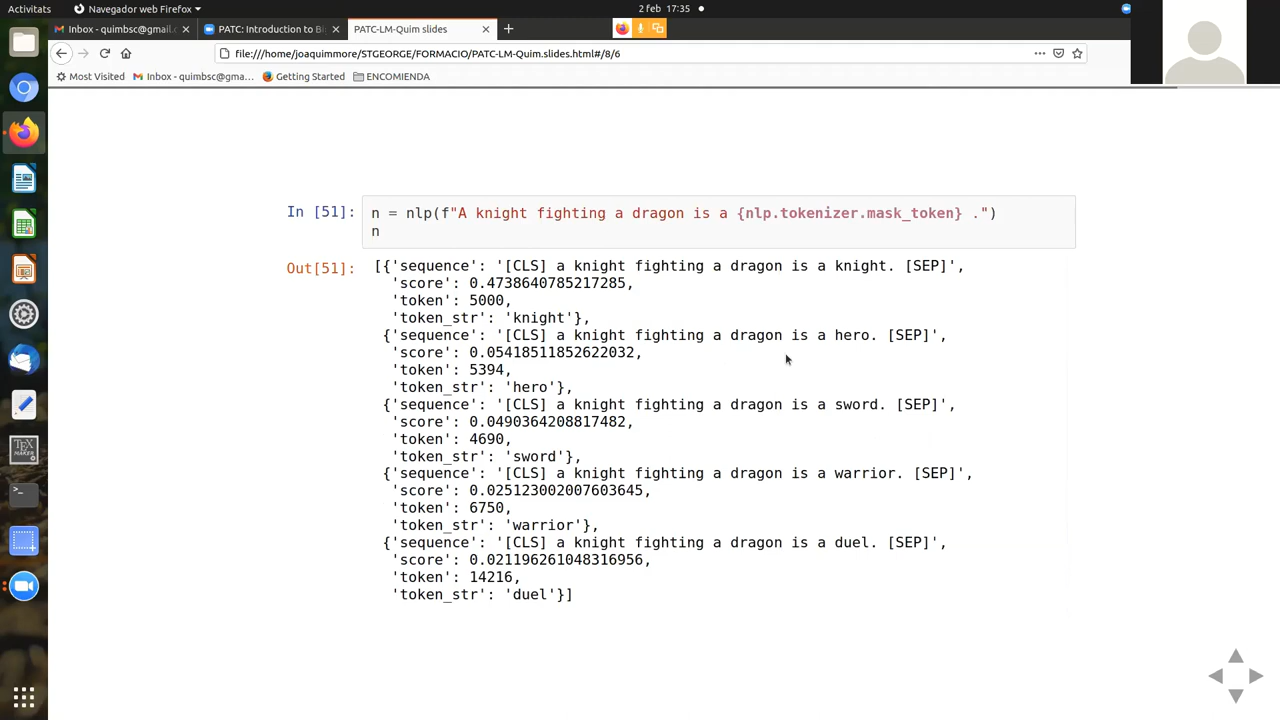 Activitats
Navegador web Firefox
2 feb 17:35
Inbox - quimbsc@gmail.c
PATC: Introduction to Bi
PATC-LM-Quim slides
file:///home/joaquimmore/STGEORGE/FORMACIO/PATC-LM-Quim.slides.html#/8/6
Most Visited
Inbox - quimbsc@gma...
Getting Started
ENCOMIENDA
In [51]:
n = nlp(f"A knight fighting a dragon is a {nlp.tokenizer.mask_token} .")
n
Out[51]:
[{'sequence': '[CLS] a knight fighting a dragon is a knight. [SEP]',
'score': 0.4738640785217285,
'token': 5000,
'token_str': 'knight'},
{'sequence': '[CLS] a knight fighting a dragon is a hero. [SEP]',
'score': 0.05418511852622032,
'token': 5394,
'token_str': 'hero'},
{'sequence': '[CLS] a knight fighting a dragon is a sword. [SEP]',
'score': 0.0490364208817482,
'token': 4690,
'token_str': 'sword'},
{'sequence': '[CLS] a knight fighting a dragon is a warrior. [SEP]',
'score': 0.025123002007603645,
'token': 6750,
'token_str': 'warrior'},
{'sequence': '[CLS] a knight fighting a dragon is a duel. [SEP]',
'score': 0.021196261048316956,
'token': 14216,
'token_str': 'duel'}]
TEX
MAKER